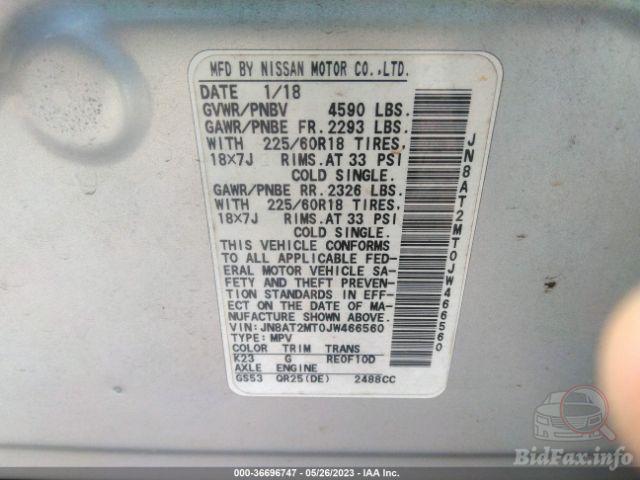 MFD BY NISSAN MOTOR CO.,LTD.
DATE 1/18
GVWR/PNBV 4590 LBS.
GAWR/PNBE FR. 2293 LBS.
WITH 225/60R18 TIRES,
18×7J RIMS. AT 33 PSI
COLD SINGLE.
GAWR/PNBE RR. 2326 LBS.
WITH 225/60R18 TIRES,
18×7J RIMS. AT 33 PSI
COLD SINGLE.
THIS VEHICLE CONFORMS
TO ALL APPLICABLE FED-
ERAL MOTOR VEHICLE SA-
FETY AND THEFT PREVEN-
TION STANDARDS IN EFF-
ECT ON THE DATE OF MA-
NUFACTURE SHOWN ABOVE.
VIN:JN8AT2MT0JW466560
TYPE: MPV
COLOR TRIM TRANS
K23 G RE0F10D
AXLE ENGINE
GS53 QR25(DE) 2488CC
JN8AT2MT0JW466560
BidFax.info
000-36696747 - 05/26/2023 - IAA Inc.